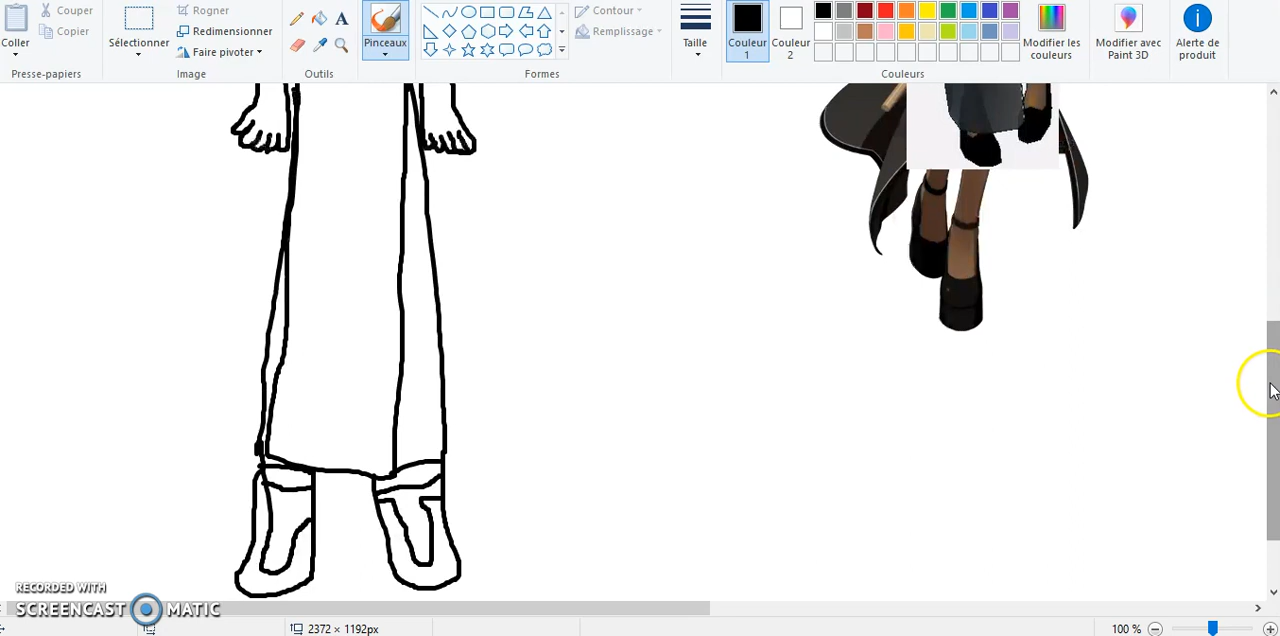 Coller
Couper
Copier
Presse-papiers
Sélectionner
Rogner
Redimensionner
Faire pivoter
Image
A
Outils
Pinceaux
Contour
Remplissage
Formes
Taille
Couleur
1
Couleur
2
Couleurs
Modifier les
couleurs
Modifier avec
Paint 3D
Alerte de
produit
RECORDED WITH
SCREENCAST MATIC
2372 × 1192px
100 %